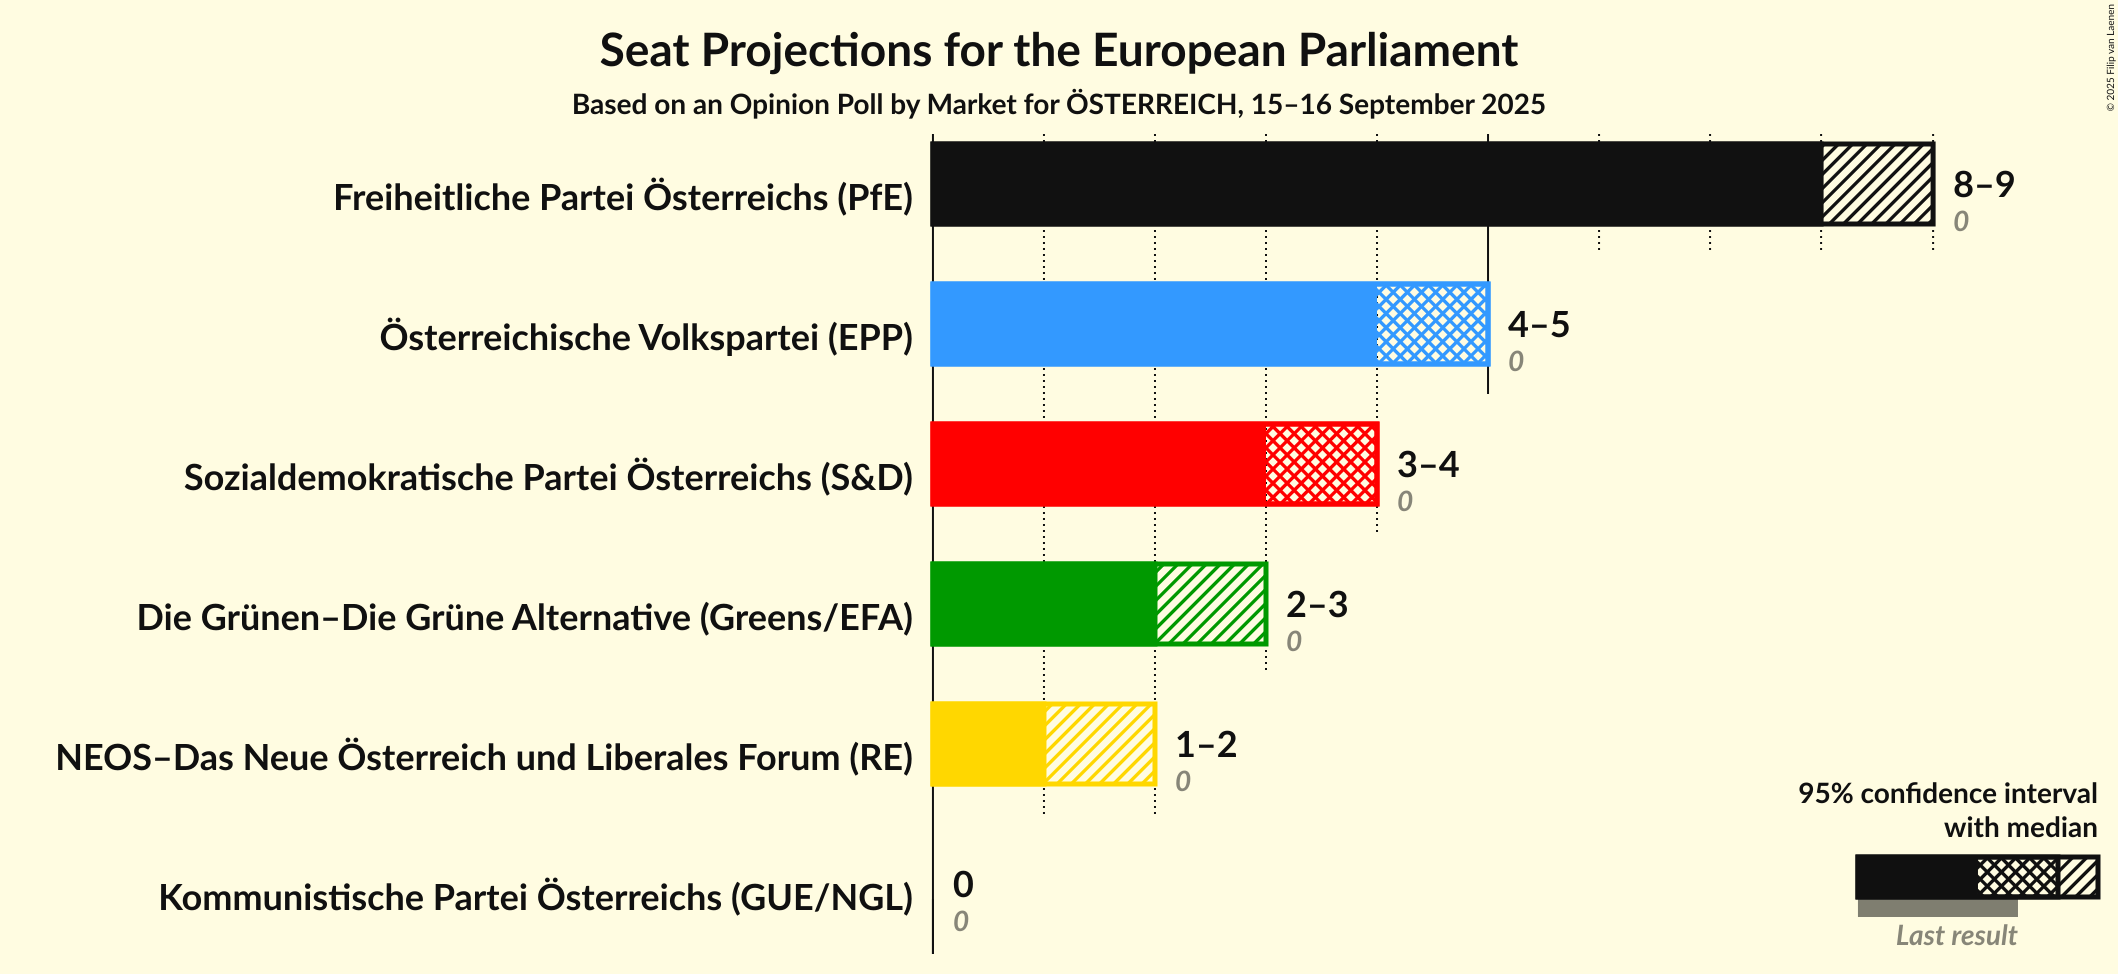 Seat Projections for the European Parliament
Based on an Opinion Poll by Market for ÖSTERREICH, 15–16 September 2025
© 2025 Filip van Laenen
Freiheitliche Partei Österreichs (PfE)
8–9
0
Österreichische Volkspartei (EPP)
4–5
0
Sozialdemokratische Partei Österreichs (S&D)
3–4
0
Die Grünen–Die Grüne Alternative (Greens/EFA)
2–3
0
NEOS–Das Neue Österreich und Liberales Forum (RE)
1–2
0
Kommunistische Partei Österreichs (GUE/NGL)
0
0
95% confidence interval
with median
Last result